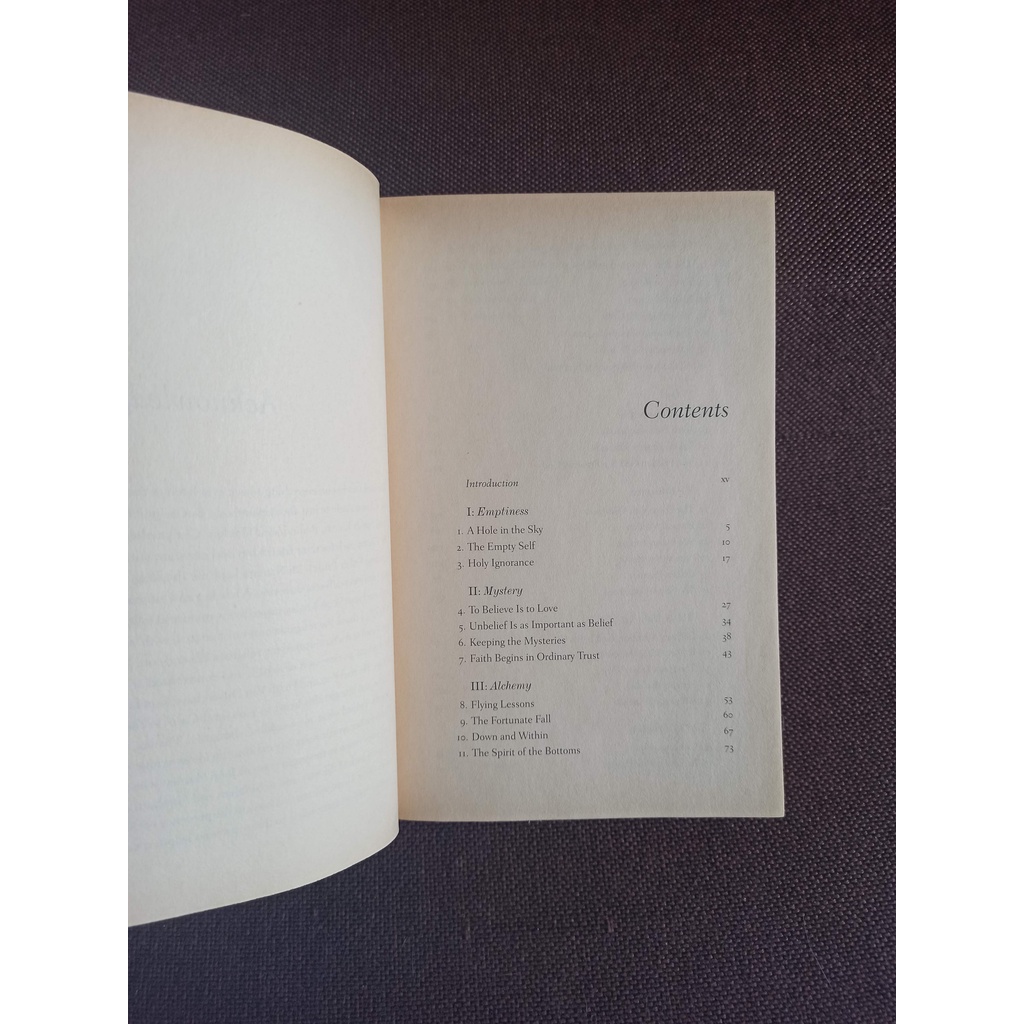 Contents
Introduction xv
I: Emptiness
1. A Hole in the Sky 5
2. The Empty Self 10
3. Holy Ignorance 17
II: Mystery
4. To Believe Is to Love 27
5. Unbelief Is as Important as Belief 34
6. Keeping the Mysteries 38
7. Faith Begins in Ordinary Trust 43
III: Alchemy
8. Flying Lessons 53
9. The Fortunate Fall 60
10. Down and Within 67
11. The Spirit of the Bottoms 73